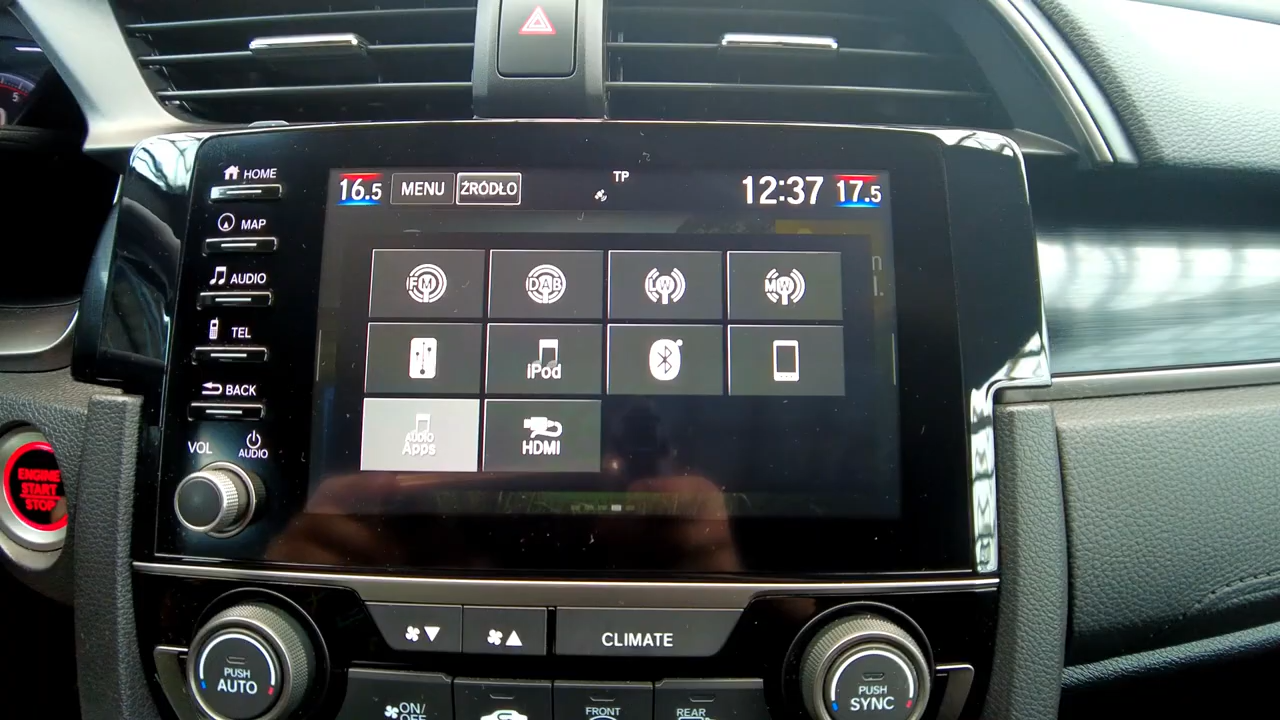 HOME
MAP
AUDIO
TEL
BACK
VOL
AUDIO
16.5 MENU ŹRÓDŁO TP 12:37 17.5
FM DAB LW MW
iPod
AUDIO
Apps
HDMI
ENGINE
START
STOP
5
CLIMATE
PUSH
AUTO
ON/
OFF
FRONT
REAR
PUSH
SYNC